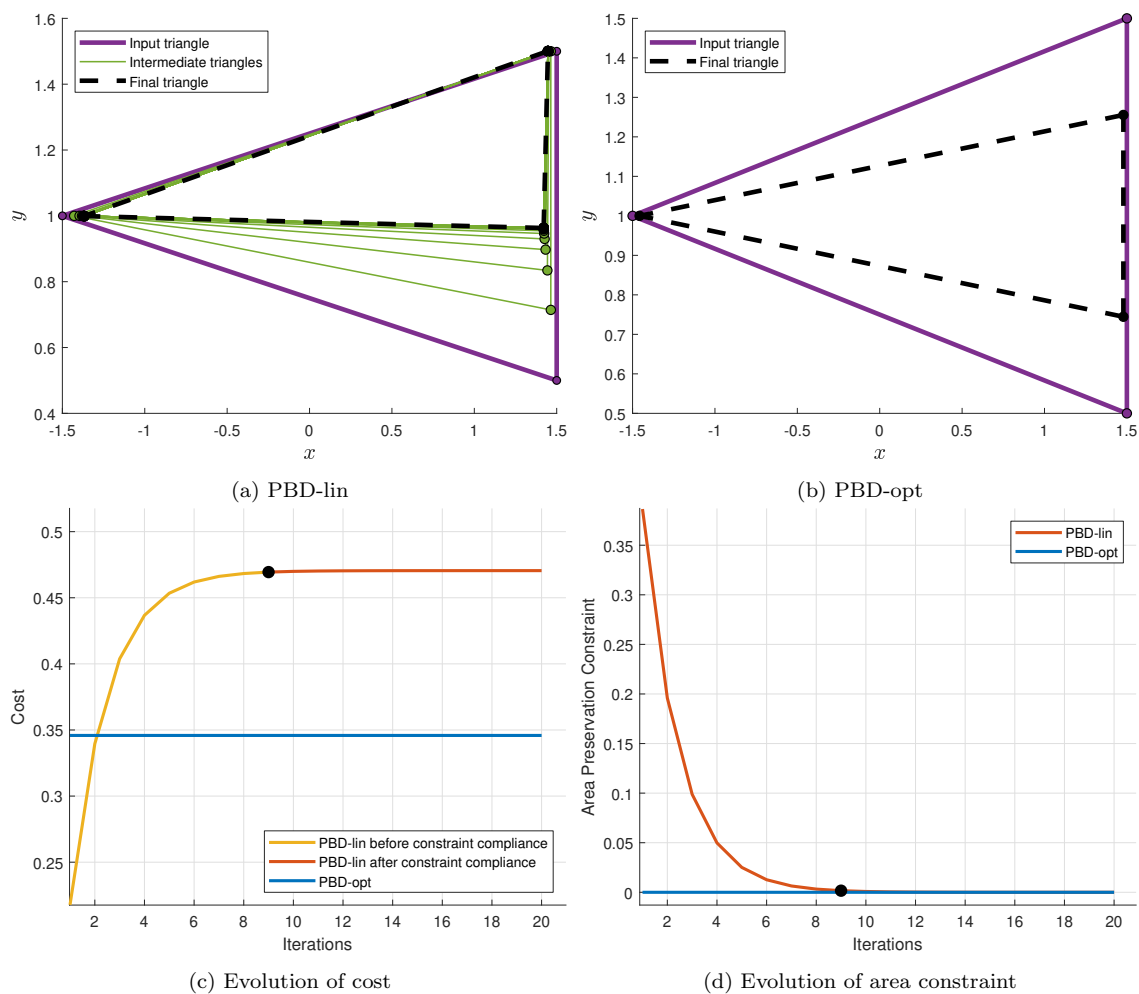 1.6
1.4
1.2
1
0.8
0.6
0.4
y
-1.5 -1 -0.5 0 0.5 1 1.5
x
Input triangle
Intermediate triangles
Final triangle
(a) PBD-lin
1.5
1.4
1.3
1.2
1.1
1
0.9
0.8
0.7
0.6
0.5
y
-1.5 -1 -0.5 0 0.5 1 1.5
x
Input triangle
Final triangle
(b) PBD-opt
0.5
0.45
0.4
0.35
0.3
0.25
Cost
2 4 6 8 10 12 14 16 18 20
Iterations
PBD-lin before constraint compliance
PBD-lin after constraint compliance
PBD-opt
(c) Evolution of cost
0.35
0.3
0.25
0.2
0.15
0.1
0.05
0
Area Preservation Constraint
2 4 6 8 10 12 14 16 18 20
Iterations
PBD-lin
PBD-opt
(d) Evolution of area constraint